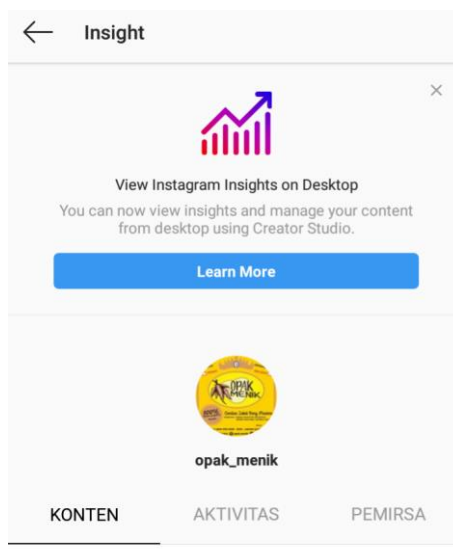 Insight
View Instagram Insights on Desktop
You can now view insights and manage your content
from desktop using Creator Studio.
Learn More
OPAK
MENIK
opak_menik
KONTEN AKTIVITAS PEMIRSA